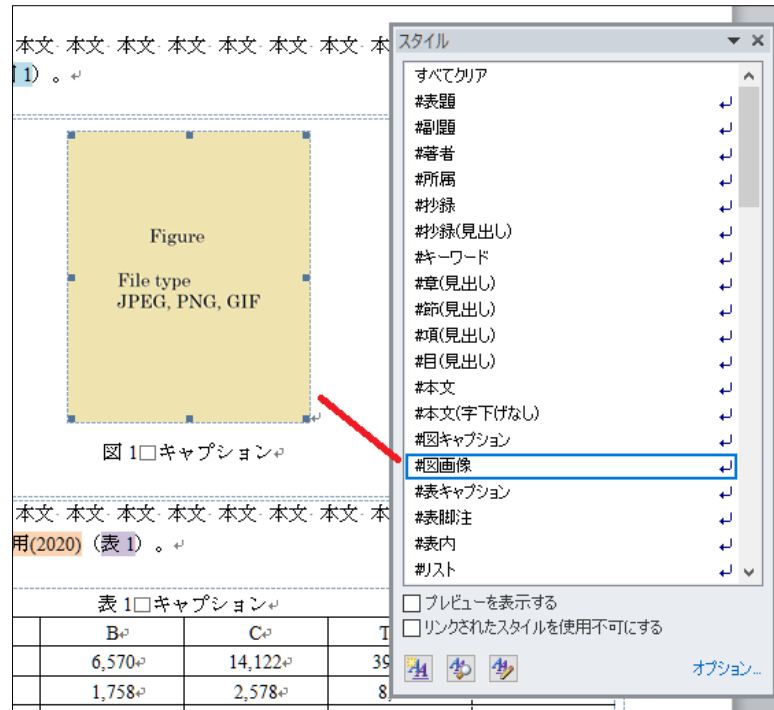 本文 本文 本文 本文 本文 本文 本文 本
1)。
Figure
File type
JPEG, PNG, GIF
図 1□キャプション
本文 本文 本文 本文 本文 本文 本文 本
用(2020)（表 1）。
表 1□キャプション
B C T
6,570 14,122 39
1,758 2,578 8,
スタイル
すべてクリア
#表題
#副題
#著者
#所属
#抄録
#抄録(見出し)
#キーワード
#章(見出し)
#節(見出し)
#項(見出し)
#目(見出し)
#本文
#本文(字下げなし)
#図キャプション
#図画像
#表キャプション
#表脚注
#表内
#リスト
プレビューを表示する
リンクされたスタイルを使用不可にする
オプション...